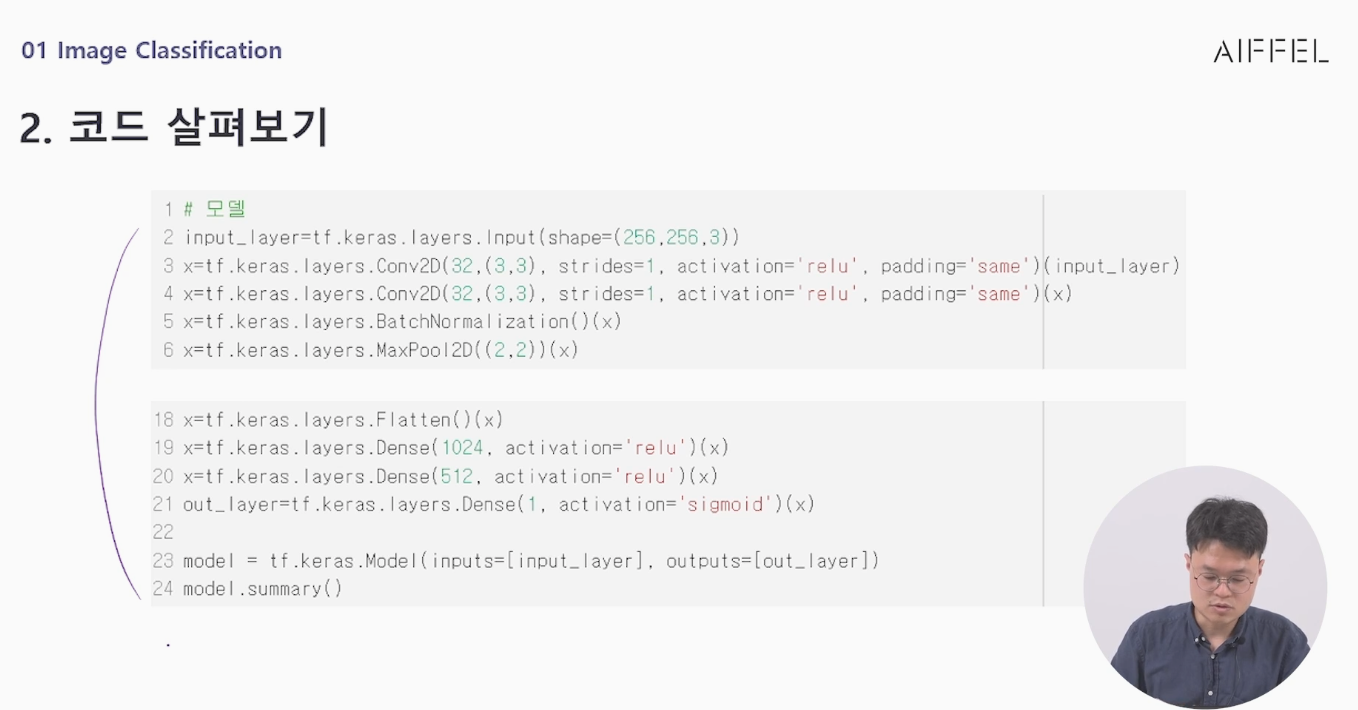 01 Image Classification
AIFFEL
2. 코드 살펴보기
1 # 모델
2 input_layer=tf.keras.layers.Input(shape=(256,256,3))
3 x=tf.keras.layers.Conv2D(32,(3,3), strides=1, activation='relu', padding='same')(input_layer)
4 x=tf.keras.layers.Conv2D(32,(3,3), strides=1, activation='relu', padding='same')(x)
5 x=tf.keras.layers.BatchNormalization()(x)
6 x=tf.keras.layers.MaxPool2D((2,2))(x)
18 x=tf.keras.layers.Flatten()(x)
19 x=tf.keras.layers.Dense(1024, activation='relu')(x)
20 x=tf.keras.layers.Dense(512, activation='relu')(x)
21 out_layer=tf.keras.layers.Dense(1, activation='sigmoid')(x)
22
23 model = tf.keras.Model(inputs=[input_layer], outputs=[out_layer])
24 model.summary()